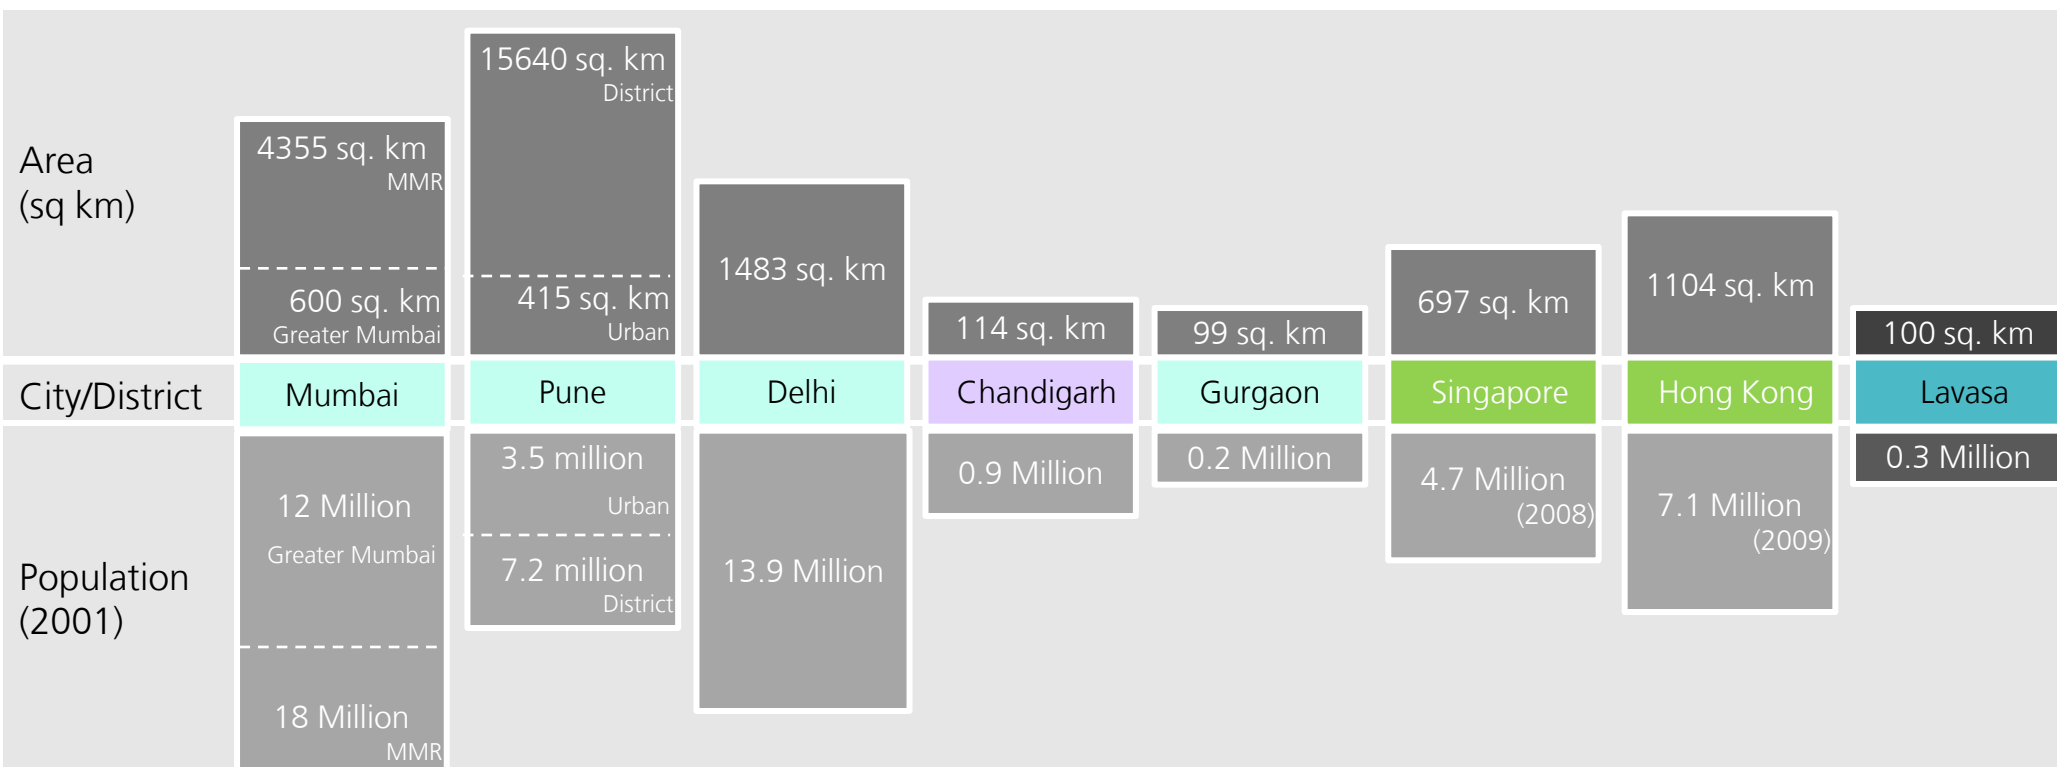 Area
(sq km)
4355 sq. km
MMR
600 sq. km
Greater Mumbai
15640 sq. km
District
415 sq. km
Urban
1483 sq. km
114 sq. km
99 sq. km
697 sq. km
1104 sq. km
100 sq. km
City/District
Mumbai
Pune
Delhi
Chandigarh
Gurgaon
Singapore
Hong Kong
Lavasa
Population
(2001)
12 Million
Greater Mumbai
18 Million
MMR
3.5 million
Urban
7.2 million
District
13.9 Million
0.9 Million
0.2 Million
4.7 Million
(2008)
7.1 Million
(2009)
0.3 Million